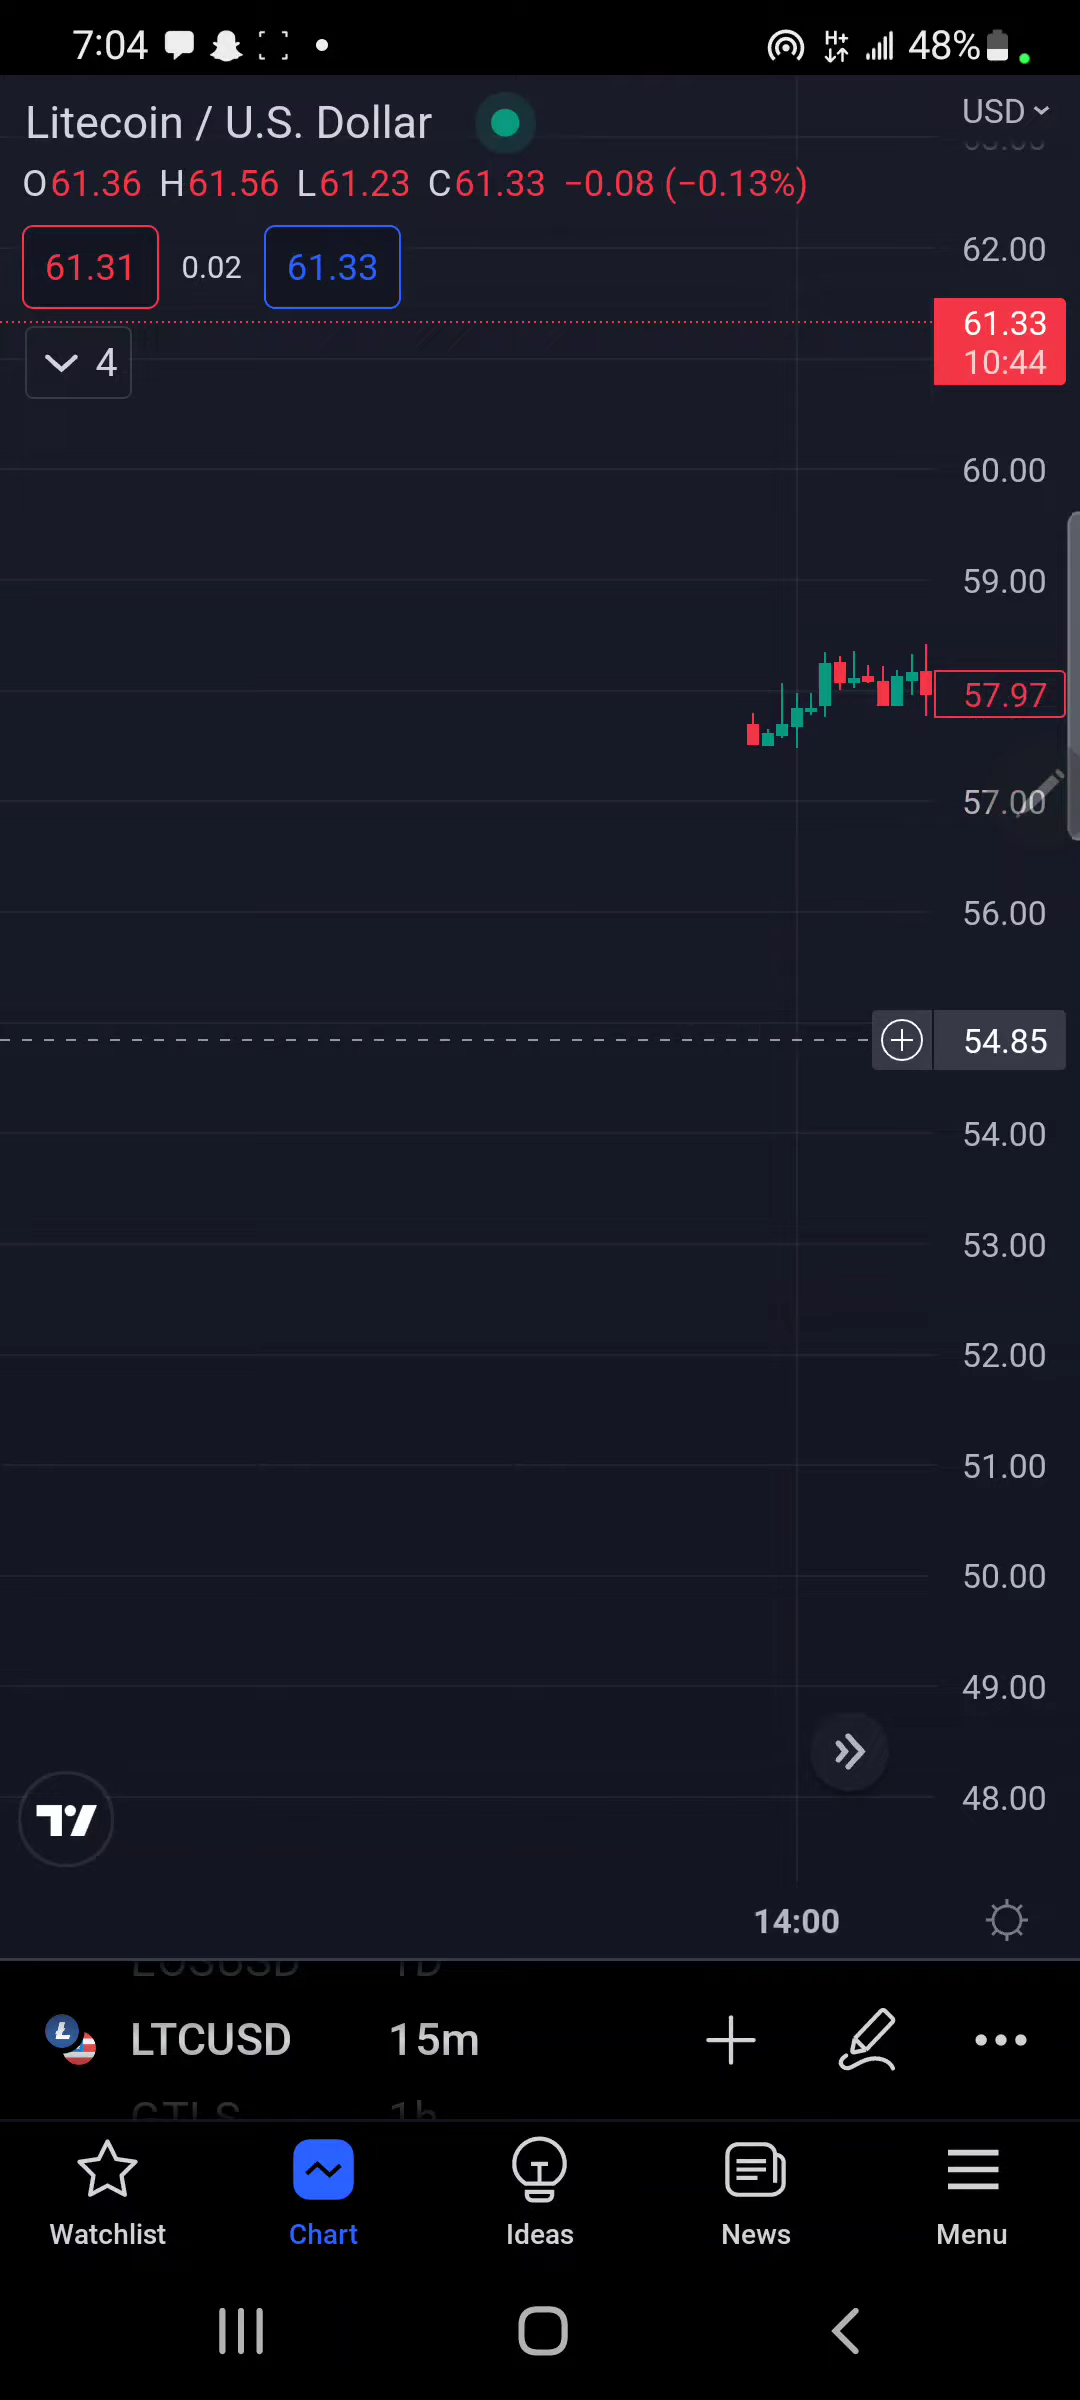 7:04 H+ 48%
Litecoin / U.S. Dollar
USD
O61.36 H61.56 L61.23 C61.33 −0.08 (−0.13%)
61.31 0.02 61.33
62.00
61.33
10:44
4
60.00
59.00
57.97
57.00
56.00
54.85
54.00
53.00
52.00
51.00
50.00
49.00
48.00
14:00
LTCUSD 15m
Watchlist Chart Ideas News Menu